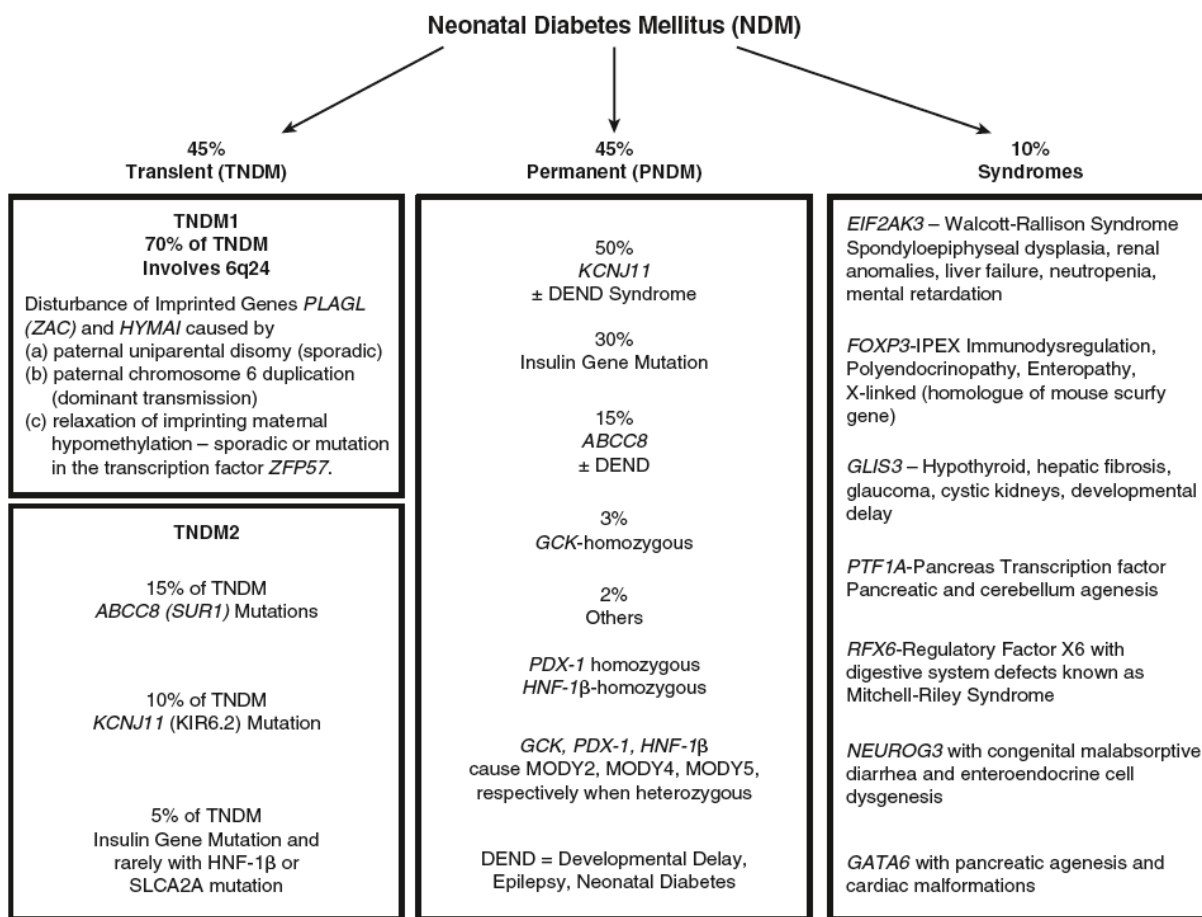 Neonatal Diabetes Mellitus (NDM)
45%
Transient (TNDM)
TNDM1
70% of TNDM
Involves 6q24
Disturbance of Imprinted Genes PLAGL
(ZAC) and HYMAI caused by
(a) paternal uniparental disomy (sporadic)
(b) paternal chromosome 6 duplication
(dominant transmission)
(c) relaxation of imprinting maternal
hypomethylation – sporadic or mutation
in the transcription factor ZFP57.
TNDM2
15% of TNDM
ABCC8 (SUR1) Mutations
10% of TNDM
KCNJ11 (KIR6.2) Mutation
5% of TNDM
Insulin Gene Mutation and
rarely with HNF-1β or
SLCA2A mutation
45%
Permanent (PNDM)
50%
KCNJ11
± DEND Syndrome
30%
Insulin Gene Mutation
15%
ABCC8
± DEND
3%
GCK-homozygous
2%
Others
PDX-1 homozygous
HNF-1β-homozygous
GCK, PDX-1, HNF-1β
cause MODY2, MODY4, MODY5,
respectively when heterozygous
DEND = Developmental Delay,
Epilepsy, Neonatal Diabetes
10%
Syndromes
EIF2AK3 – Walcott-Rallison Syndrome
Spondyloepiphyseal dysplasia, renal
anomalies, liver failure, neutropenia,
mental retardation
FOXP3-IPEX Immunodysregulation,
Polyendocrinopathy, Enteropathy,
X-linked (homologue of mouse scurfy
gene)
GLIS3 – Hypothyroid, hepatic fibrosis,
glaucoma, cystic kidneys, developmental
delay
PTF1A-Pancreas Transcription factor
Pancreatic and cerebellum agenesis
RFX6-Regulatory Factor X6 with
digestive system defects known as
Mitchell-Riley Syndrome
NEUROG3 with congenital malabsorptive
diarrhea and enteroendocrine cell
dysgenesis
GATA6 with pancreatic agenesis and
cardiac malformations